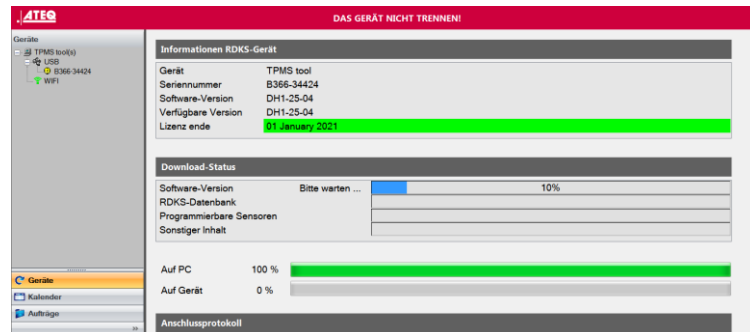 ATEQ
DAS GERÄT NICHT TRENNEN!
Geräte
TPMS tool(s)
USB
B366-34424
WIFI
Geräte
Kalender
Aufträge
Informationen RDKS-Gerät
Gerät TPMS tool
Seriennummer B366-34424
Software-Version DH1-25-04
Verfügbare Version DH1-25-04
Lizenz ende 01 January 2021
Download-Status
Software-Version Bitte warten ... 10%
RDKS-Datenbank
Programmierbare Sensoren
Sonstiger Inhalt
Auf PC 100 %
Auf Gerät 0 %
Anschlussprotokoll